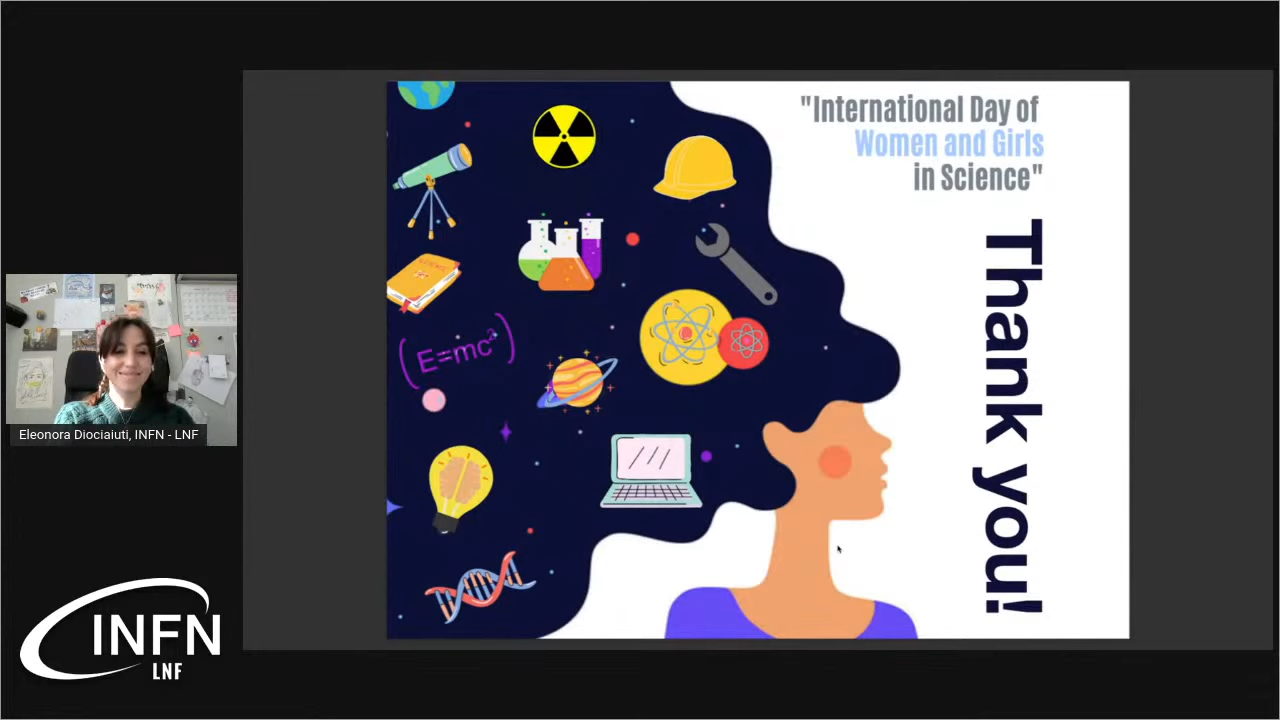 "International Day of
Women and Girls
in Science"
Thank you!
(E=mc²)
Eleonora Diociaiuti, INFN - LNF
INFN
LNF